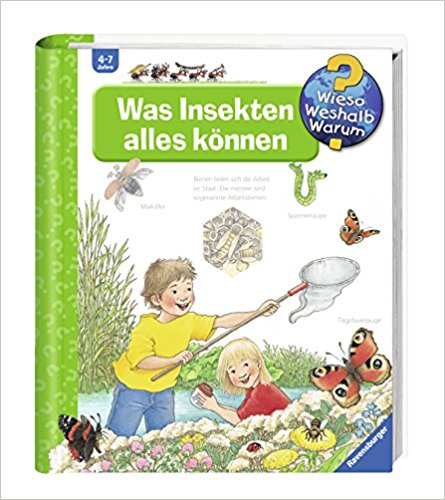 4-7
Jahre
Was Insekten
alles können
Wieso
Weshalb
Warum
?
Bienen teilen sich die Arbeit
im Staat. Die meisten sind
sogenannte Arbeitsbienen.
Maikäfer
Spannerraupe
Tagpfauenauge
Ravensburger